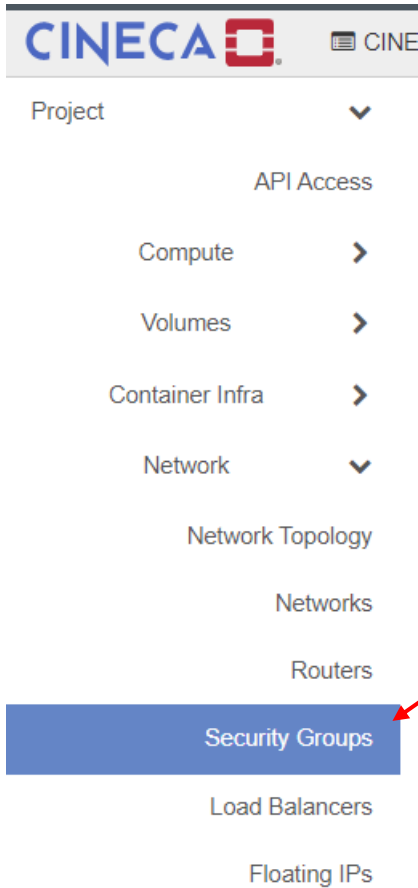 CINECA CINE
Project
API Access
Compute
Volumes
Container Infra
Network
Network Topology
Networks
Routers
Security Groups
Load Balancers
Floating IPs